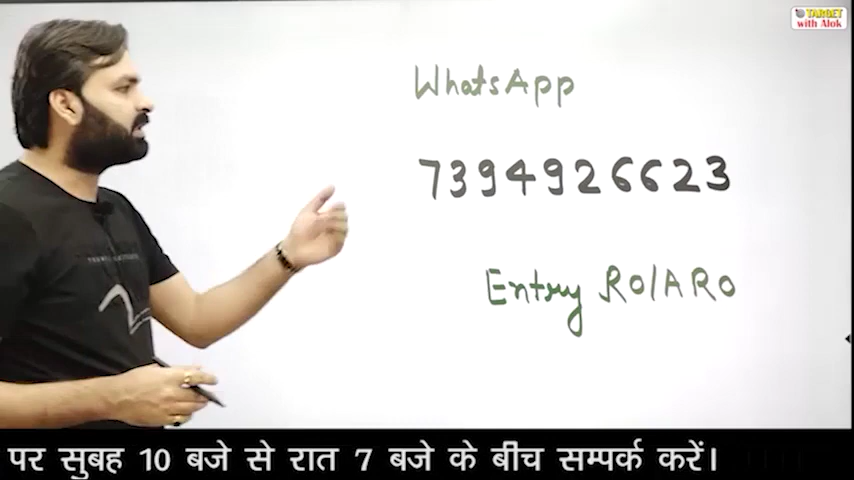 TARGET
with Alok
WhatsApp
7394926623
Entry RO/ARO
पर सुबह 10 बजे से रात 7 बजे के बीच सम्पर्क करें।